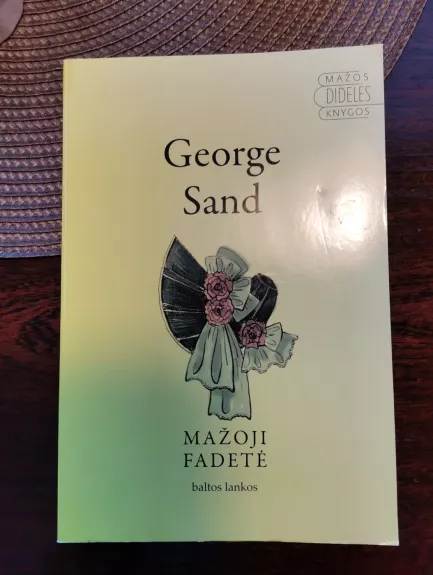 MAŽOS
DIDELĖS
KNYGOS
George
Sand
MAŽOJI
FADETĖ
baltos lankos